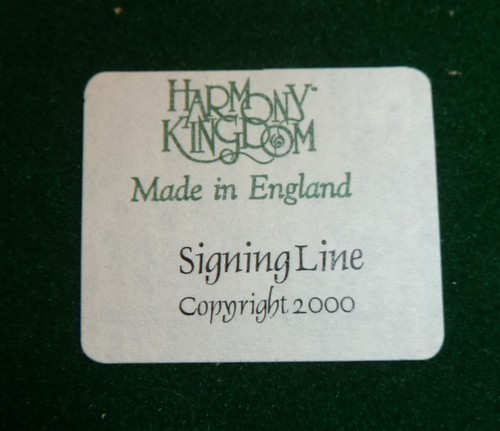 HARMONY™
KINGDOM
Made in England
Signing Line
Copyright 2000